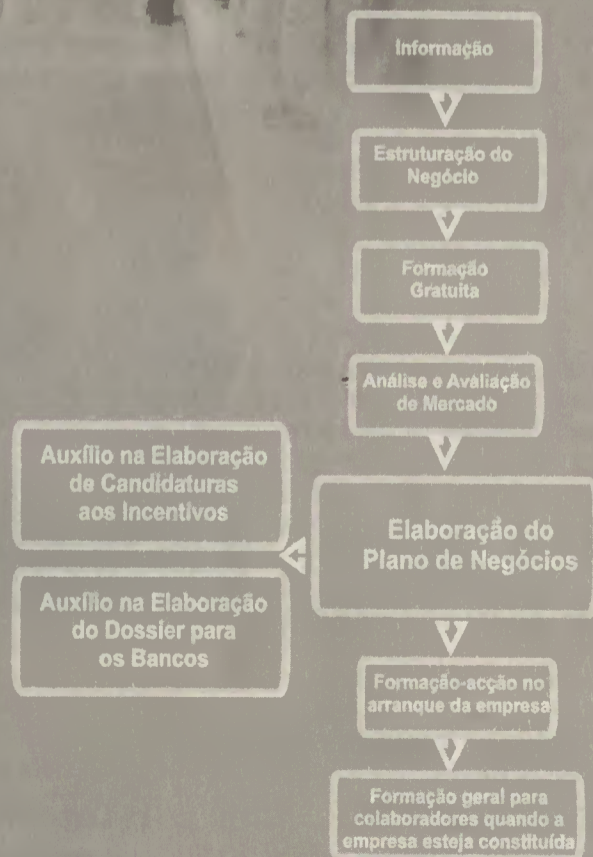 Informação
Estruturação do
Negócio
Formação
Gratuita
Análise e Avaliação
de Mercado
Elaboração do
Plano de Negócios
Auxílio na Elaboração
de Candidaturas
aos Incentivos
Auxílio na Elaboração
do Dossier para
os Bancos
Formação-acção no
arranque da empresa
Formação geral para
colaboradores quando a
empresa esteja constituída